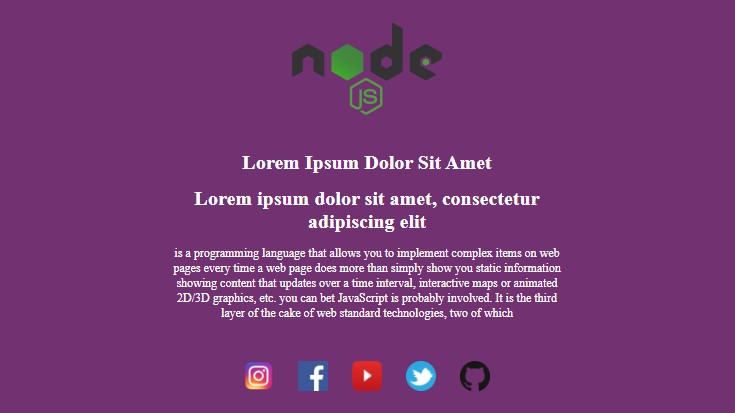 node
JS
Lorem Ipsum Dolor Sit Amet
Lorem ipsum dolor sit amet, consectetur
adipiscing elit
is a programming language that allows you to implement complex items on web
pages every time a web page does more than simply show you static information
showing content that updates over a time interval, interactive maps or animated
2D/3D graphics, etc. you can bet JavaScript is probably involved. It is the third
layer of the cake of web standard technologies, two of which